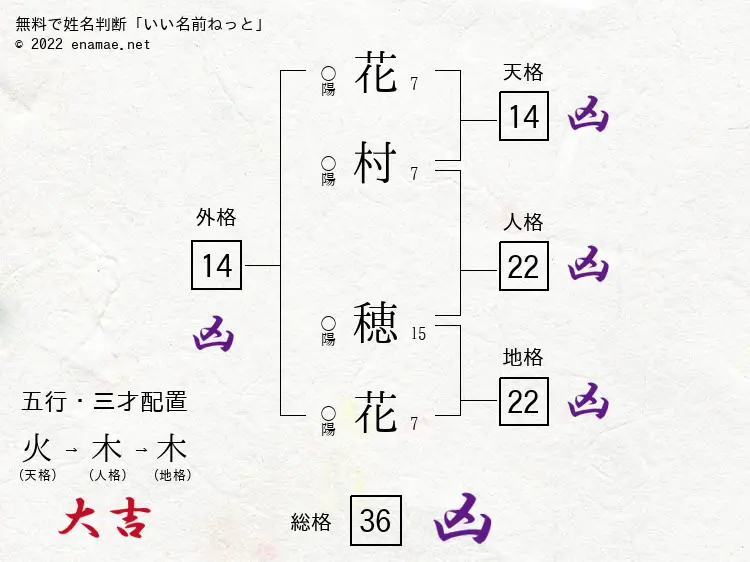 無料で姓名判断「いい名前ねっと」
© 2022 enamae.net
○陽 花 7
○陽 村 7
○陽 穂 15
○陽 花 7
天格
14 凶
人格
22 凶
地格
22 凶
外格
14
凶
五行・三才配置
火 → 木 → 木
(天格) (人格) (地格)
大吉
総格 36 凶